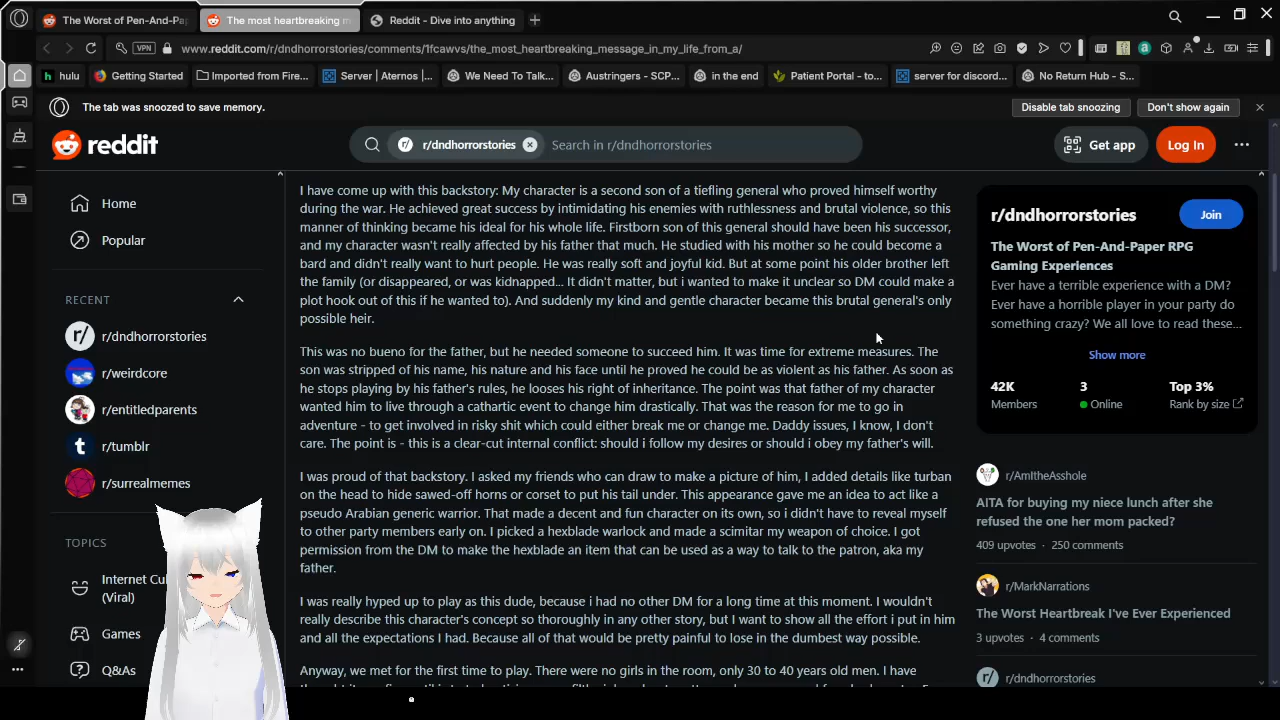 The Worst of Pen-And-Pa
The most heartbreaking m
Reddit - Dive into anything
VPN
www.reddit.com/r/dndhorrorstories/comments/1fcawvs/the_most_heartbreaking_message_in_my_life_from_a/
hulu
Getting Started
Imported from Fire...
Server | Aternos |...
We Need To Talk...
Austringers - SCP...
in the end
Patient Portal - to...
server for discord...
No Return Hub - S...
The tab was snoozed to save memory.
Disable tab snoozing
Don't show again
reddit
r/dndhorrorstories
Search in r/dndhorrorstories
Get app
Log In
Home
Popular
RECENT
r/dndhorrorstories
r/weirdcore
r/entitledparents
r/tumblr
r/surrealmemes
TOPICS
Internet Cul
(Viral)
Games
Q&As
I have come up with this backstory: My character is a second son of a tiefling general who proved himself worthy
during the war. He achieved great success by intimidating his enemies with ruthlessness and brutal violence, so this
manner of thinking became his ideal for his whole life. Firstborn son of this general should have been his successor,
and my character wasn't really affected by his father that much. He studied with his mother so he could become a
bard and didn't really want to hurt people. He was really soft and joyful kid. But at some point his older brother left
the family (or disappeared, or was kidnapped... It didn't matter, but i wanted to make it unclear so DM could make a
plot hook out of this if he wanted to). And suddenly my kind and gentle character became this brutal general's only
possible heir.
This was no bueno for the father, but he needed someone to succeed him. It was time for extreme measures. The
son was stripped of his name, his nature and his face until he proved he could be as violent as his father. As soon as
he stops playing by his father's rules, he looses his right of inheritance. The point was that father of my character
wanted him to live through a cathartic event to change him drastically. That was the reason for me to go in
adventure - to get involved in risky shit which could either break me or change me. Daddy issues, I know, I don't
care. The point is - this is a clear-cut internal conflict: should i follow my desires or should i obey my father's will.
I was proud of that backstory. I asked my friends who can draw to make a picture of him, I added details like turban
on the head to hide sawed-off horns or corset to put his tail under. This appearance gave me an idea to act like a
pseudo Arabian generic warrior. That made a decent and fun character on its own, so i didn't have to reveal myself
to other party members early on. I picked a hexblade warlock and made a scimitar my weapon of choice. I got
permission from the DM to make the hexblade an item that can be used as a way to talk to the patron, aka my
father.
I was really hyped up to play as this dude, because i had no other DM for a long time at this moment. I wouldn't
really describe this character's concept so thoroughly in any other story, but I want to show all the effort i put in him
and all the expectations I had. Because all of that would be pretty painful to lose in the dumbest way possible.
Anyway, we met for the first time to play. There were no girls in the room, only 30 to 40 years old men. I have
r/dndhorrorstories
Join
The Worst of Pen-And-Paper RPG
Gaming Experiences
Ever have a terrible experience with a DM?
Ever have a horrible player in your party do
something crazy? We all love to read these...
Show more
42K
Members
3
Online
Top 3%
Rank by size
r/AmItheAsshole
AITA for buying my niece lunch after she
refused the one her mom packed?
409 upvotes · 250 comments
r/MarkNarrations
The Worst Heartbreak I've Ever Experienced
3 upvotes · 4 comments
r/dndhorrorstories